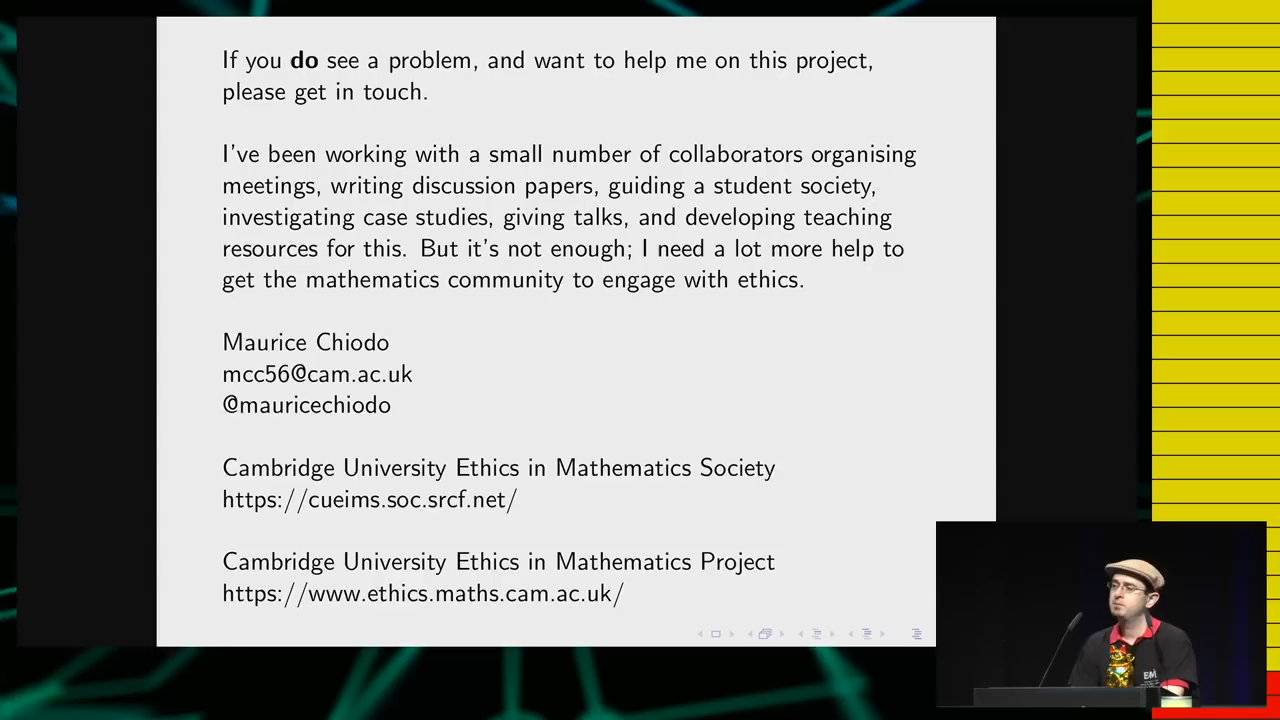 If you do see a problem, and want to help me on this project,
please get in touch.
I've been working with a small number of collaborators organising
meetings, writing discussion papers, guiding a student society,
investigating case studies, giving talks, and developing teaching
resources for this. But it's not enough; I need a lot more help to
get the mathematics community to engage with ethics.
Maurice Chiodo
mcc56@cam.ac.uk
@mauricechiodo
Cambridge University Ethics in Mathematics Society
https://cueims.soc.srcf.net/
Cambridge University Ethics in Mathematics Project
https://www.ethics.maths.cam.ac.uk/